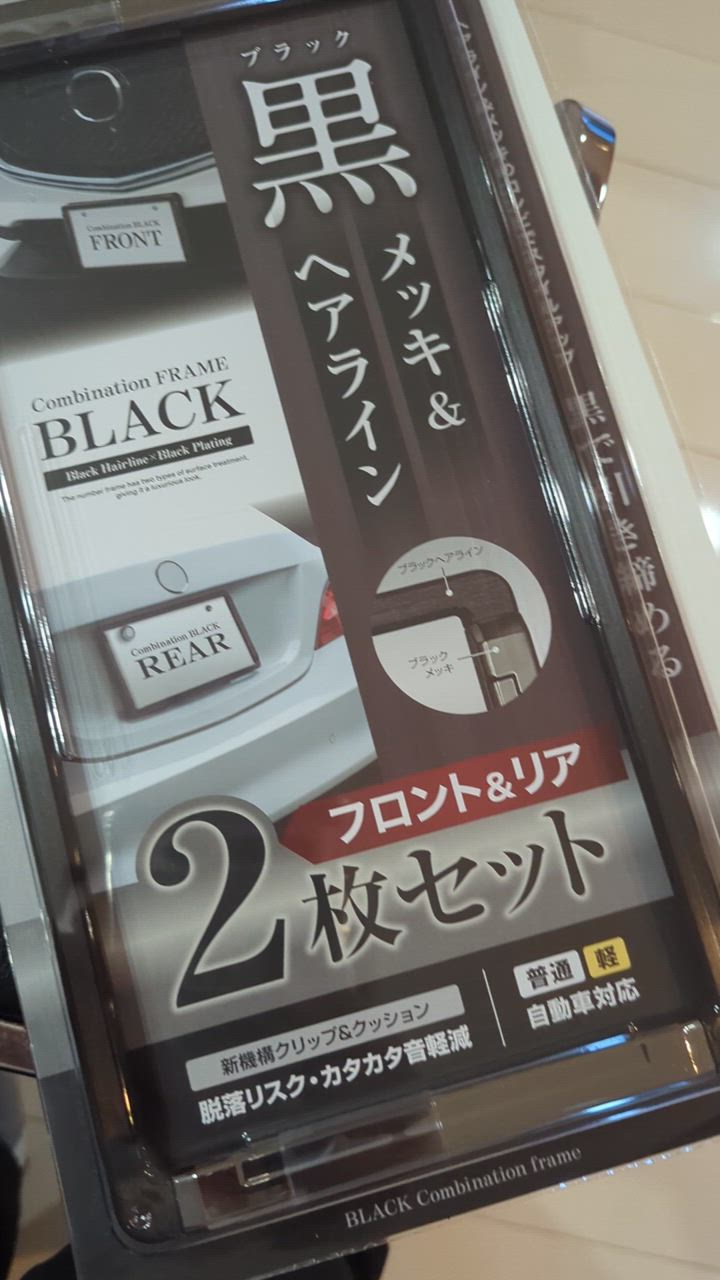 ブラック
黒
メッキ&
ヘアライン
Combination BLACK
FRONT
Combination FRAME
BLACK
Black Hairline×Black Plating
The number frame has two types of surface treatment,
giving it a luxurious look.
ブラックヘアライン
ブラック
メッキ
Combination BLACK
REAR
フロント&リア
2枚セット
新機構クリップ&クッション
脱落リスク・カタカタ音軽減
普通 軽
自動車対応
BLACK Combination frame